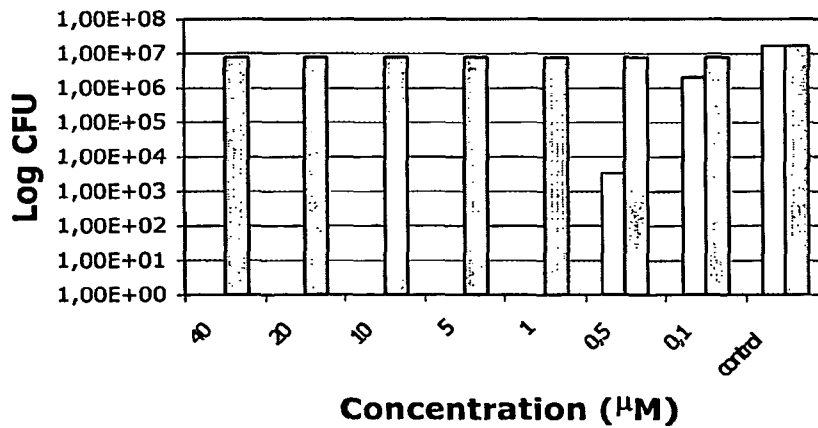 Log CFU
1,00E+08
1,00E+07
1,00E+06
1,00E+05
1,00E+04
1,00E+03
1,00E+02
1,00E+01
1,00E+00
40 20 10 5 1 0,5 0,1 control
Concentration (µM)